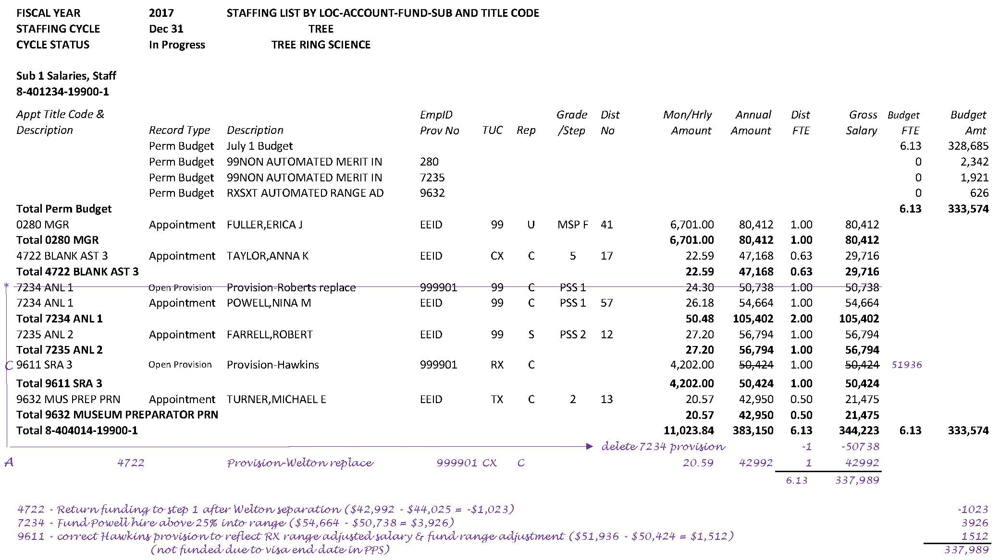 FISCAL YEAR 2017 STAFFING LIST BY LOC-ACCOUNT-FUND-SUB AND TITLE CODE
STAFFING CYCLE Dec 31 TREE
CYCLE STATUS In Progress TREE RING SCIENCE
Sub 1 Salaries, Staff
8-401234-19900-1
Appt Title Code & EmpID Grade Dist Mon/Hrly Annual Dist Gross Budget Budget
Description Record Type Description Prov No TUC Rep /Step No Amount Amount FTE Salary FTE Amt
Perm Budget July 1 Budget 6.13 328,685
Perm Budget 99NON AUTOMATED MERIT IN 280 0 2,342
Perm Budget 99NON AUTOMATED MERIT IN 7235 0 1,921
Perm Budget RXSXT AUTOMATED RANGE AD 9632 0 626
Total Perm Budget 6.13 333,574
0280 MGR Appointment FULLER,ERICA J EEID 99 U MSP F 41 6,701.00 80,412 1.00 80,412
Total 0280 MGR 6,701.00 80,412 1.00 80,412
4722 BLANK AST 3 Appointment TAYLOR,ANNA K EEID CX C 5 17 22.59 47,168 0.63 29,716
Total 4722 BLANK AST 3 22.59 47,168 0.63 29,716
* 7234 ANL 1 Open Provision Provision-Roberts replace 999901 99 C PSS 1 24.30 50,738 1.00 50,738
7234 ANL 1 Appointment POWELL,NINA M EEID 99 C PSS 1 57 26.18 54,664 1.00 54,664
Total 7234 ANL 1 50.48 105,402 2.00 105,402
7235 ANL 2 Appointment FARRELL,ROBERT EEID 99 S PSS 2 12 27.20 56,794 1.00 56,794
Total 7235 ANL 2 27.20 56,794 1.00 56,794
C 9611 SRA 3 Open Provision Provision-Hawkins 999901 RX C 4,202.00 50,424 1.00 50,424 51936
Total 9611 SRA 3 4,202.00 50,424 1.00 50,424
9632 MUS PREP PRN Appointment TURNER,MICHAEL E EEID TX C 2 13 20.57 42,950 0.50 21,475
Total 9632 MUSEUM PREPARATOR PRN 20.57 42,950 0.50 21,475
Total 8-404014-19900-1 11,023.84 383,150 6.13 344,223 6.13 333,574
delete 7234 provision -1 -50738
A 4722 Provision-Welton replace 999901 CX C 20.59 42992 1 42992
6.13 337,989
4722 - Return funding to step 1 after Welton separation ($42,992 - $44,025 = -$1,023) -1023
7234 - Fund Powell hire above 25% into range ($54,664 - $50,738 = $3,926) 3926
9611 - correct Hawkins provision to reflect RX range adjusted salary & fund range adjustment ($51,936 - $50,424 = $1,512) 1512
(not funded due to visa end date in PPS) 337,989